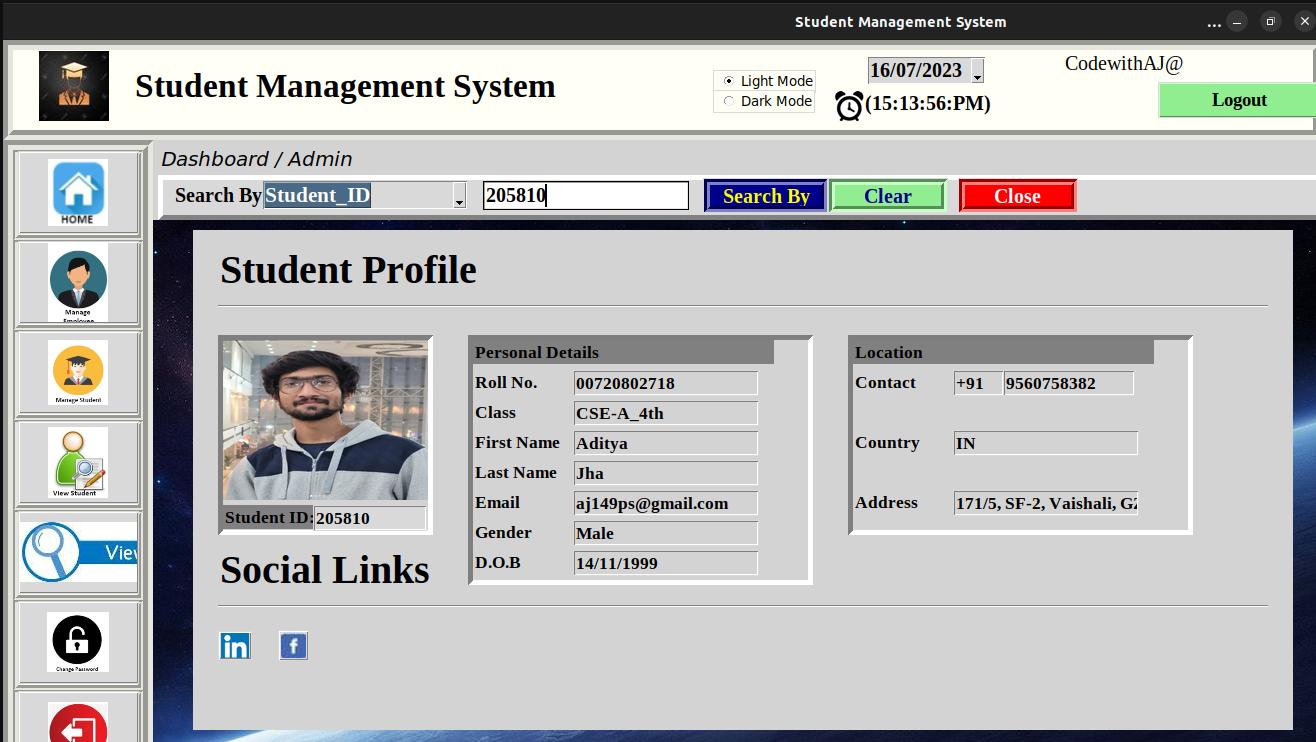 Student Management System
...
Student Management System
Light Mode
Dark Mode
16/07/2023
(15:13:56:PM)
CodewithAJ@
Logout
Dashboard / Admin
Search By Student_ID 205810 Search By Clear Close
HOME
Manage
Employee
Manage Student
View Student
View
Change Password
Student Profile
Student ID: 205810
Personal Details
Roll No. 00720802718
Class CSE-A_4th
First Name Aditya
Last Name Jha
Email aj149ps@gmail.com
Gender Male
D.O.B 14/11/1999
Location
Contact +91 9560758382
Country IN
Address 171/5, SF-2, Vaishali, GZ
Social Links
in f